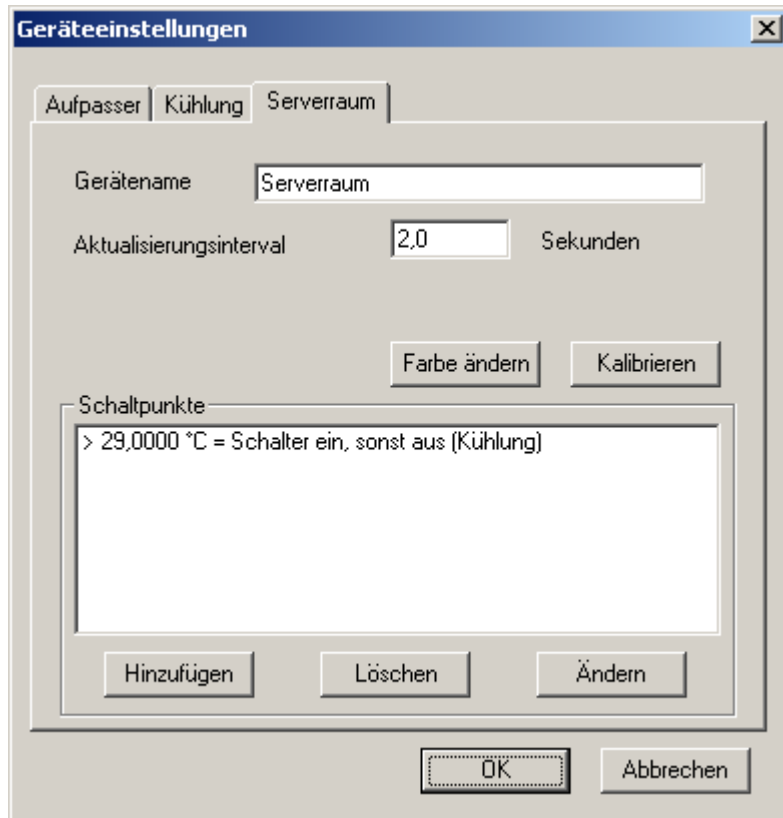 Geräteeinstellungen
Aufpasser Kühlung Serverraum
Gerätename Serverraum
Aktualisierungsinterval 2,0 Sekunden
Farbe ändern Kalibrieren
Schaltpunkte
> 29,0000 °C = Schalter ein, sonst aus (Kühlung)
Hinzufügen Löschen Ändern
OK Abbrechen